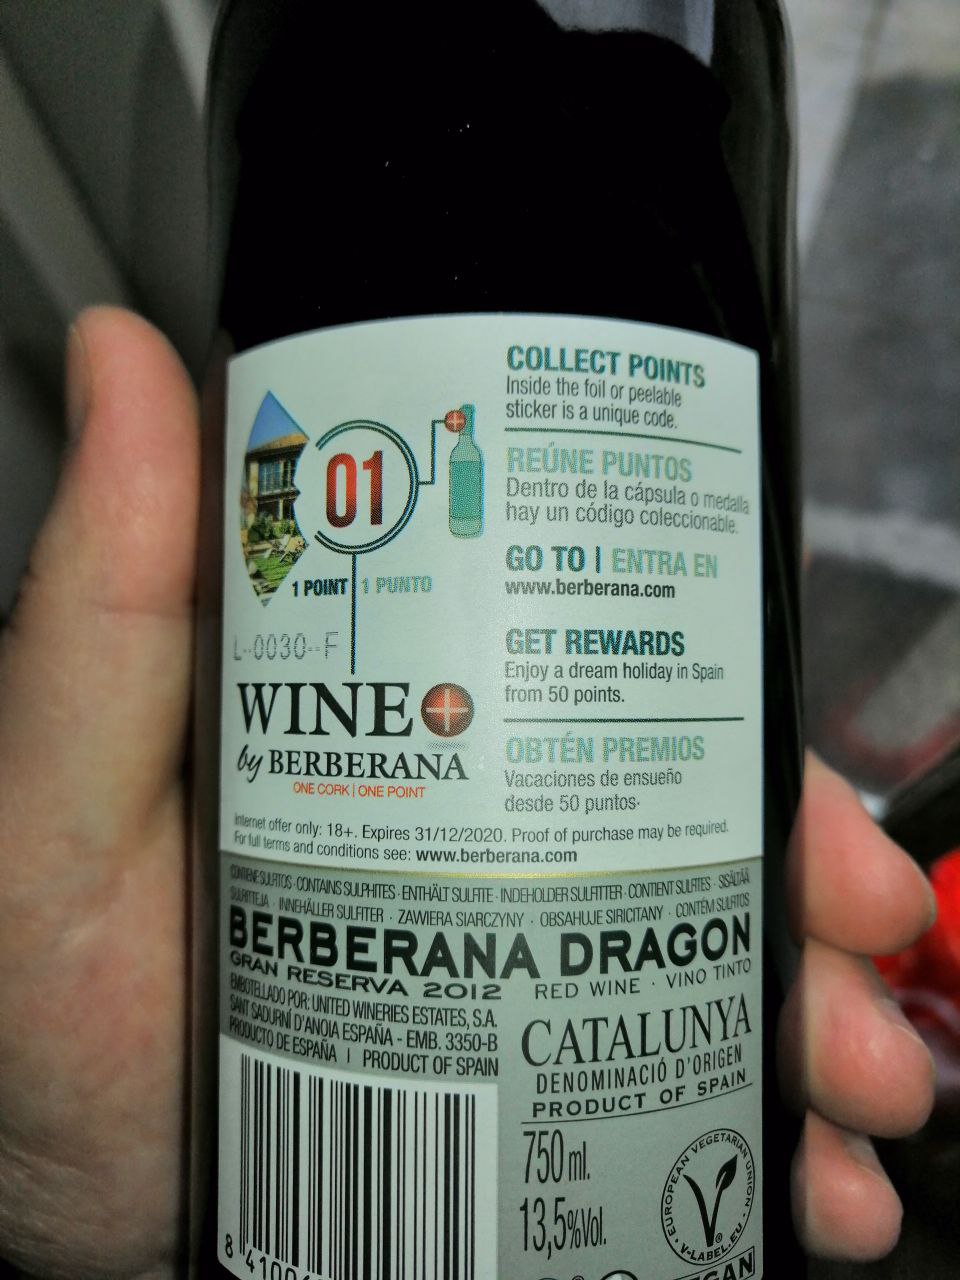 COLLECT POINTS
Inside the foil or peelable
sticker is a unique code.
REÚNE PUNTOS
Dentro de la cápsula o medalla
hay un código coleccionable.
GO TO | ENTRA EN
www.berberana.com
GET REWARDS
Enjoy a dream holiday in Spain
from 50 points.
OBTÉN PREMIOS
Vacaciones de ensueño
desde 50 puntos.
01
1 POINT | 1 PUNTO
L--0030--F
WINE+
by BERBERANA
ONE CORK | ONE POINT
Internet offer only: 18+. Expires 31/12/2020. Proof of purchase may be required.
For full terms and conditions see: www.berberana.com
CONTIENE SULFITOS · CONTAINS SULPHITES · ENTHÄLT SULFITE · INDEHOLDER SULFITTER · CONTIENT SULFITES · SISÄLTÄÄ
SULFIITTEJA · INNEHÅLLER SULFITER · ZAWIERA SIARCZYNY · OBSAHUJE SIRICITANY · CONTÉM SULFITOS
BERBERANA DRAGON
GRAN RESERVA 2012
RED WINE · VINO TINTO
EMBOTELLADO POR: UNITED WINERIES ESTATES, S.A.
SANT SADURNÍ D'ANOIA ESPAÑA - EMB. 3350-B
PRODUCTO DE ESPAÑA | PRODUCT OF SPAIN
CATALUNYA
DENOMINACIÓ D'ORIGEN
PRODUCT OF SPAIN
750 ml.
13,5%Vol.
EUROPEAN VEGETARIAN UNION
V-LABEL.EU
8 41006